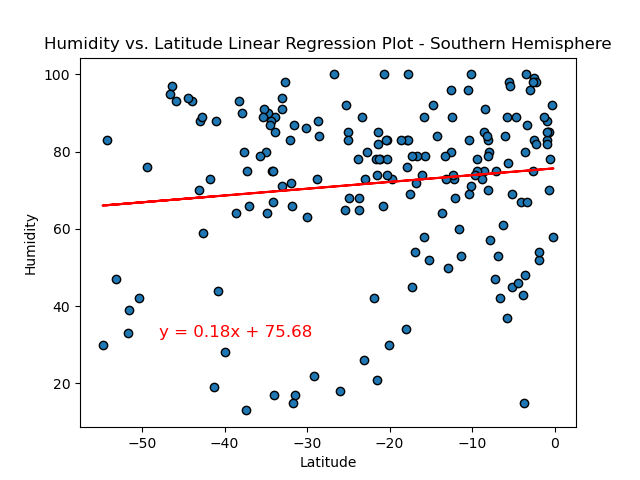 Humidity vs. Latitude Linear Regression Plot - Southern Hemisphere
100
80
60
40
20
Humidity
y = 0.18x + 75.68
−50
−40
−30
−20
−10
0
Latitude